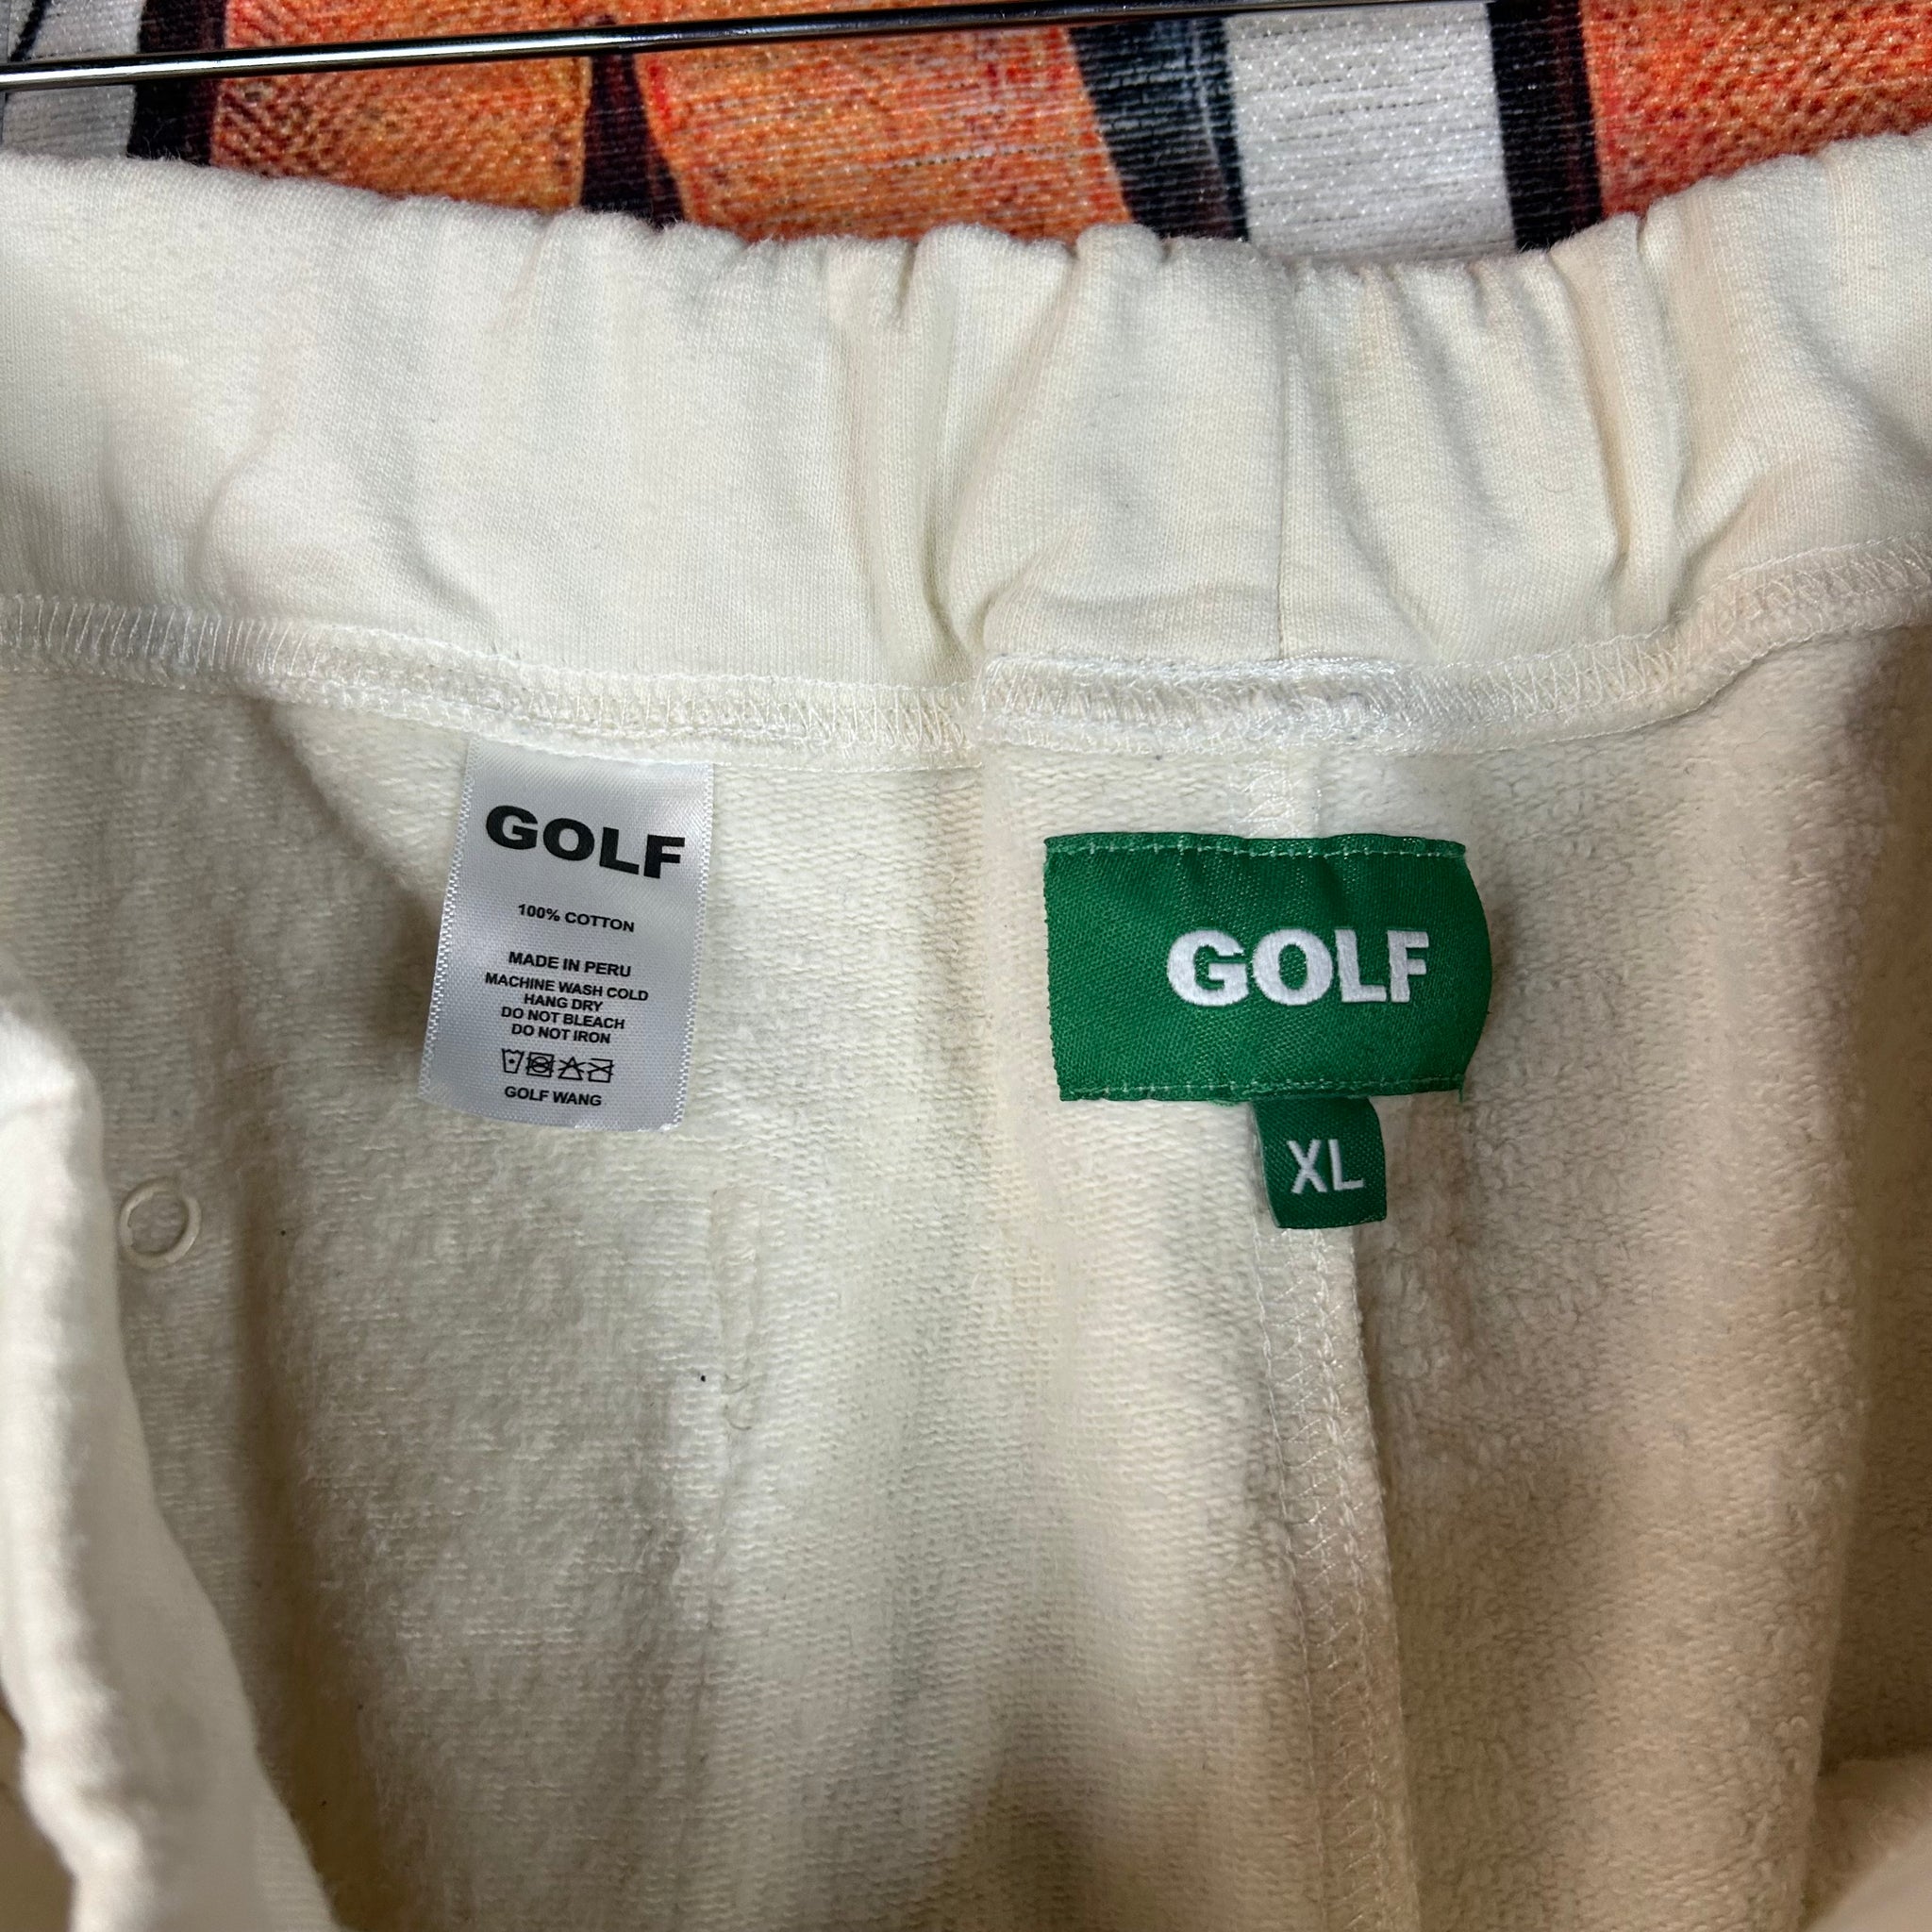 GOLF
100% COTTON
MADE IN PERU
MACHINE WASH COLD
HANG DRY
DO NOT BLEACH
DO NOT IRON
GOLF WANG
GOLF
XL